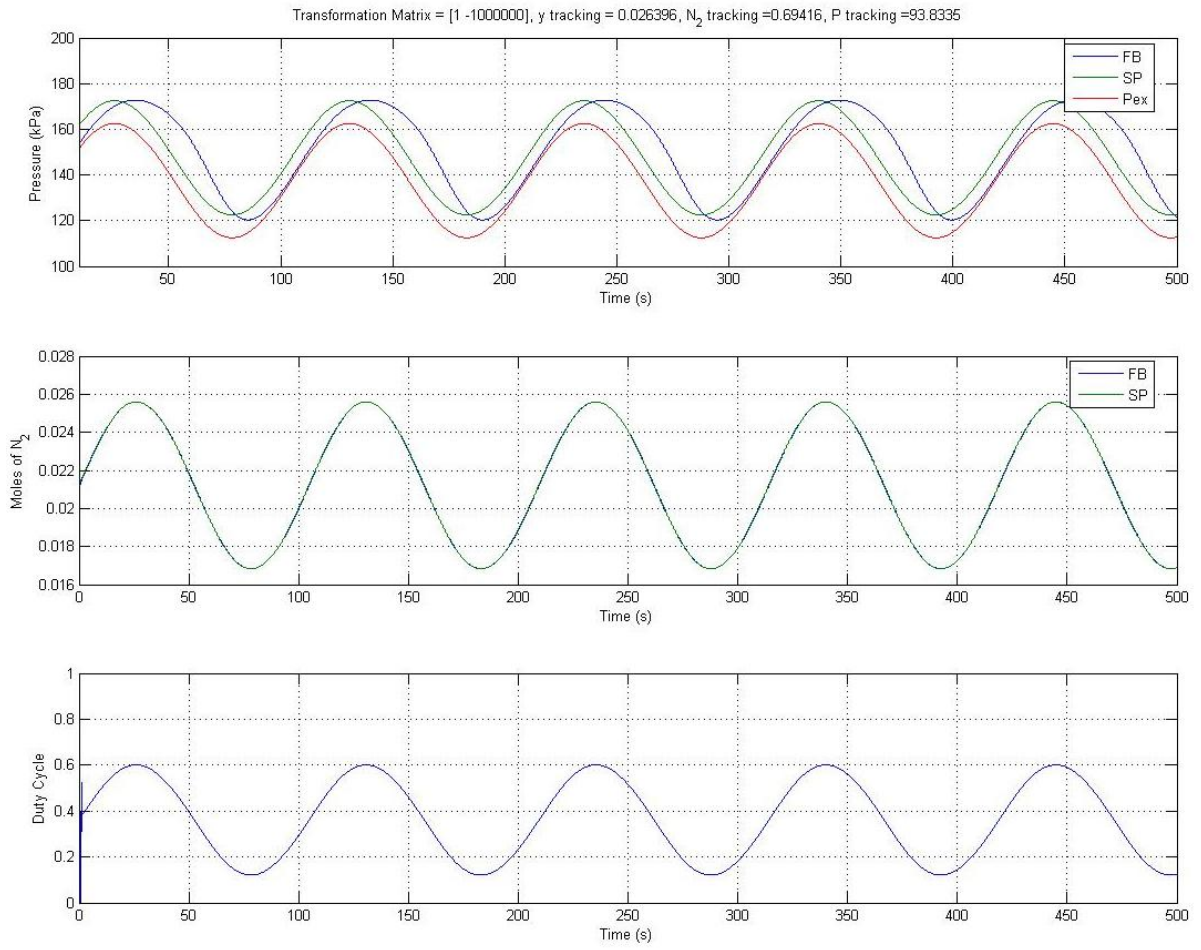 Transformation Matrix = [1 -1000000], y tracking = 0.026396, N2 tracking =0.69416, P tracking =93.8335
200
180
160
140
120
100
Pressure (kPa)
FB
SP
Pex
50 100 150 200 250 300 350 400 450 500
Time (s)
0.028
0.026
0.024
0.022
0.02
0.018
0.016
Moles of N2
FB
SP
0 50 100 150 200 250 300 350 400 450 500
Time (s)
1
0.8
0.6
0.4
0.2
0
Duty Cycle
0 50 100 150 200 250 300 350 400 450 500
Time (s)